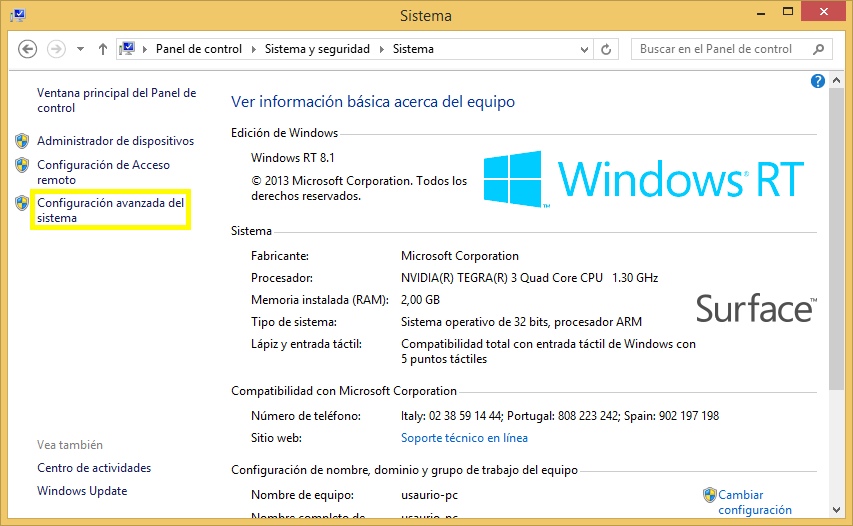 Sistema
Panel de control Sistema y seguridad Sistema
Buscar en el Panel de control
Ventana principal del Panel de
control
Administrador de dispositivos
Configuración de Acceso
remoto
Configuración avanzada del
sistema
Vea también
Centro de actividades
Windows Update
Ver información básica acerca del equipo
Edición de Windows
Windows RT 8.1
© 2013 Microsoft Corporation. Todos los
derechos reservados.
Windows® RT
™
Sistema
Fabricante: Microsoft Corporation
Procesador: NVIDIA(R) TEGRA(R) 3 Quad Core CPU 1.30 GHz
Memoria instalada (RAM): 2,00 GB
Tipo de sistema: Sistema operativo de 32 bits, procesador ARM
Lápiz y entrada táctil: Compatibilidad total con entrada táctil de Windows con
5 puntos táctiles
Surface™
Compatibilidad con Microsoft Corporation
Número de teléfono: Italy: 02 38 59 14 44; Portugal: 808 223 242; Spain: 902 197 198
Sitio web: Soporte técnico en línea
Configuración de nombre, dominio y grupo de trabajo del equipo
Nombre de equipo: usaurio-pc
Cambiar
configuración
Nombre completo de usaurio-pc